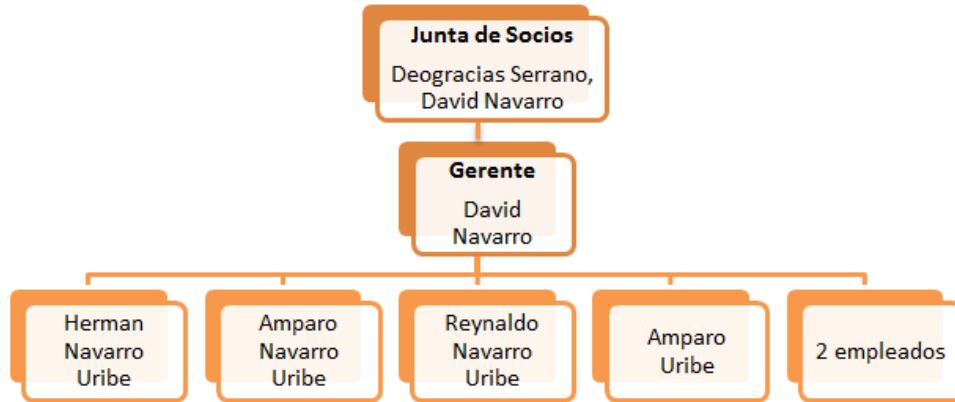 Junta de Socios
Deogracias Serrano,
David Navarro
Gerente
David
Navarro
Herman
Navarro
Uribe
Amparo
Navarro
Uribe
Reynaldo
Navarro
Uribe
Amparo
Uribe
2 empleados